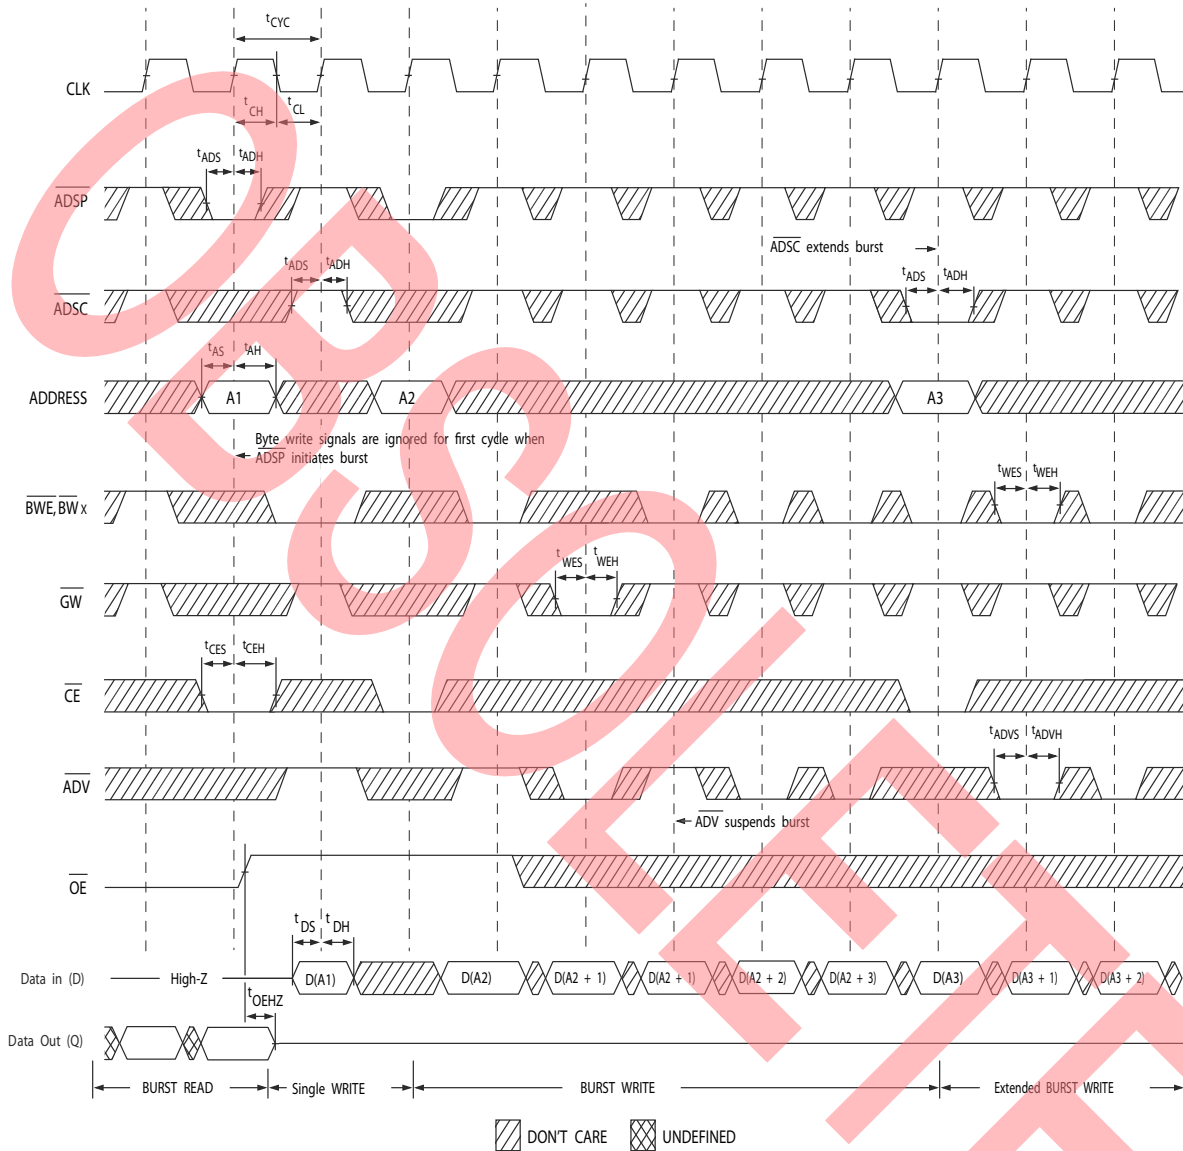 tCYC
CLK
tCH tCL
tADS tADH
ADSP
ADSC extends burst
tADS tADH
tADS tADH
ADSC
tAS tAH
ADDRESS A1 A2 A3
Byte write signals are ignored for first cycle when
ADSP initiates burst
tWES tWEH
BWE, BW x
tWES tWEH
GW
tCES tCEH
CE
tADVS tADVH
ADV
ADV suspends burst
OE
tDS tDH
Data in (D) High-Z D(A1) D(A2) D(A2 + 1) D(A2 + 1) D(A2 + 2) D(A2 + 3) D(A3) D(A3 + 1) D(A3 + 2)
tOEHZ
Data Out (Q)
BURST READ Single WRITE BURST WRITE Extended BURST WRITE
DON'T CARE UNDEFINED
OBSOLETE